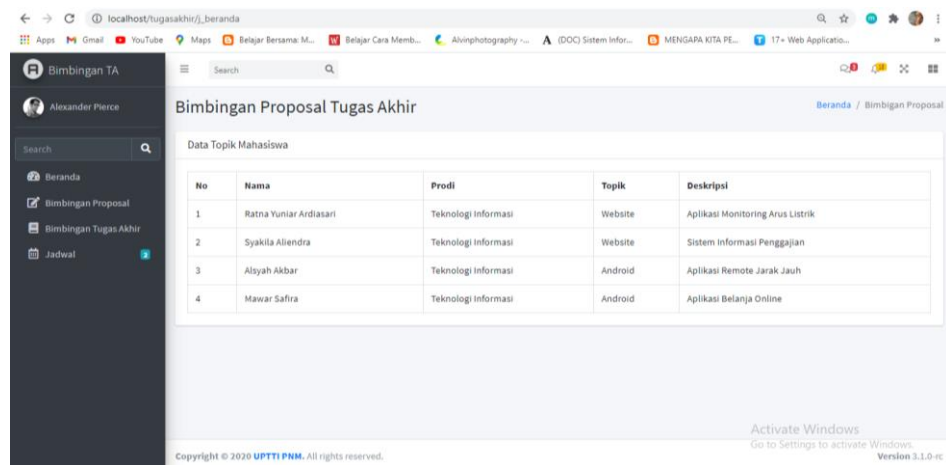 localhost/tugasakhir/j_beranda
Apps Gmail YouTube Maps Belajar Bersama: M... Belajar Cara Memb... Alvinphotography -... (DOC) Sistem Infor... MENGAPA KITA PE... 17+ Web Applicatio...
Bimbingan TA
Search
Alexander Pierce
Bimbingan Proposal Tugas Akhir
Beranda / Bimbigan Proposal
Search
Beranda
Bimbingan Proposal
Bimbingan Tugas Akhir
Jadwal 2
Data Topik Mahasiswa
No Nama Prodi Topik Deskripsi
1 Ratna Yuniar Ardiasari Teknologi Informasi Website Aplikasi Monitoring Arus Listrik
2 Syakila Aliendra Teknologi Informasi Website Sistem Informasi Penggajian
3 Alsyah Akbar Teknologi Informasi Android Aplikasi Remote Jarak Jauh
4 Mawar Safira Teknologi Informasi Android Aplikasi Belanja Online
Activate Windows
Go to Settings to activate Windows.
Copyright © 2020 UPTTI PNM. All rights reserved.
Version 3.1.0-rc